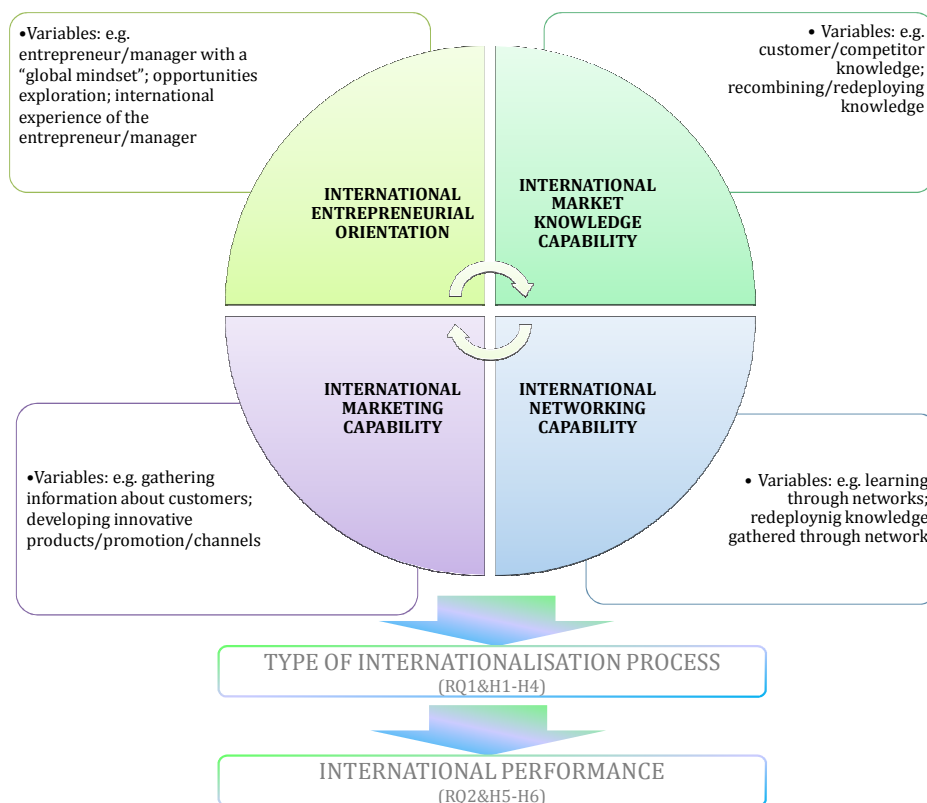 •Variables: e.g.
entrepreneur/manager with a
“global mindset”; opportunities
exploration; international
experience of the
entrepreneur/manager
• Variables: e.g.
customer/competitor
knowledge;
recombining/redeploying
knowledge
INTERNATIONAL
ENTREPRENEURIAL
ORIENTATION
INTERNATIONAL
MARKET
KNOWLEDGE
CAPABILITY
INTERNATIONAL
MARKETING
CAPABILITY
INTERNATIONAL
NETWORKING
CAPABILITY
•Variables: e.g. gathering
information about customers;
developing innovative
products/promotion/channels
• Variables: e.g. learning
through networks;
redeploynig knowledge
gathered through network
TYPE OF INTERNATIONALISATION PROCESS
(RQ1&H1-H4)
INTERNATIONAL PERFORMANCE
(RQ2&H5-H6)